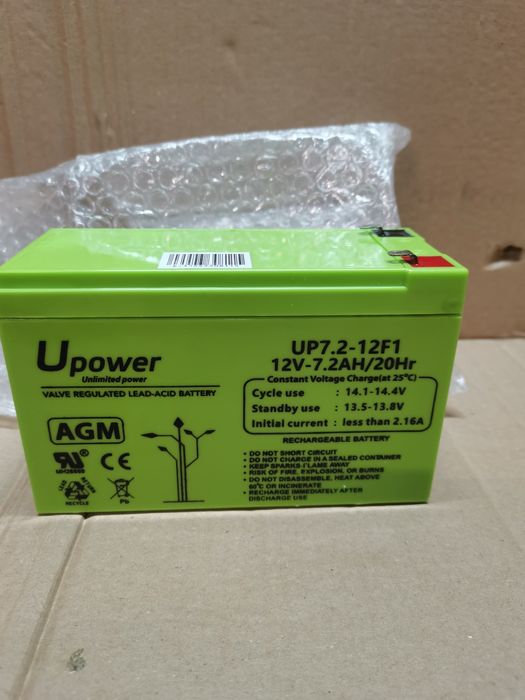 Upower
Unlimited power
VALVE REGULATED LEAD-ACID BATTERY
AGM
UP7.2-12F1
12V-7.2AH/20Hr
Constant Voltage Charge(at 25℃)
Cycle use : 14.1-14.4V
Standby use : 13.5-13.8V
Initial current : less than 2.16A
RECHARGEABLE BATTERY
• DO NOT SHORT CIRCUIT
• DO NOT CHARGE IN A SEALED CONTAINER
• KEEP SPARKS-FLAME AWAY
• RISK OF FIRE, EXPLOSION, OR BURNS
• DO NOT DISASSEMBLE, HEAT ABOVE
60℃ OR INCINERATE
• RECHARGE IMMEDIATELY AFTER
DISCHARGE USE
CE
Pb